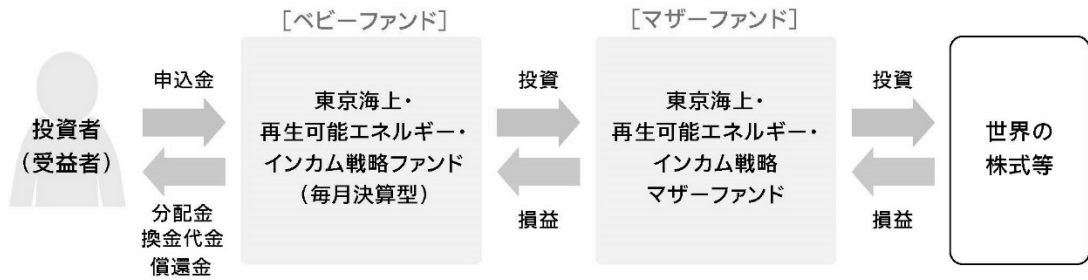 [ベビーファンド]
[マザーファンド]
投資者
(受益者)
申込金
分配金
換金代金
償還金
東京海上・
再生可能エネルギー・
インカム戦略ファンド
(毎月決算型)
投資
損益
東京海上・
再生可能エネルギー・
インカム戦略
マザーファンド
投資
損益
世界の
株式等